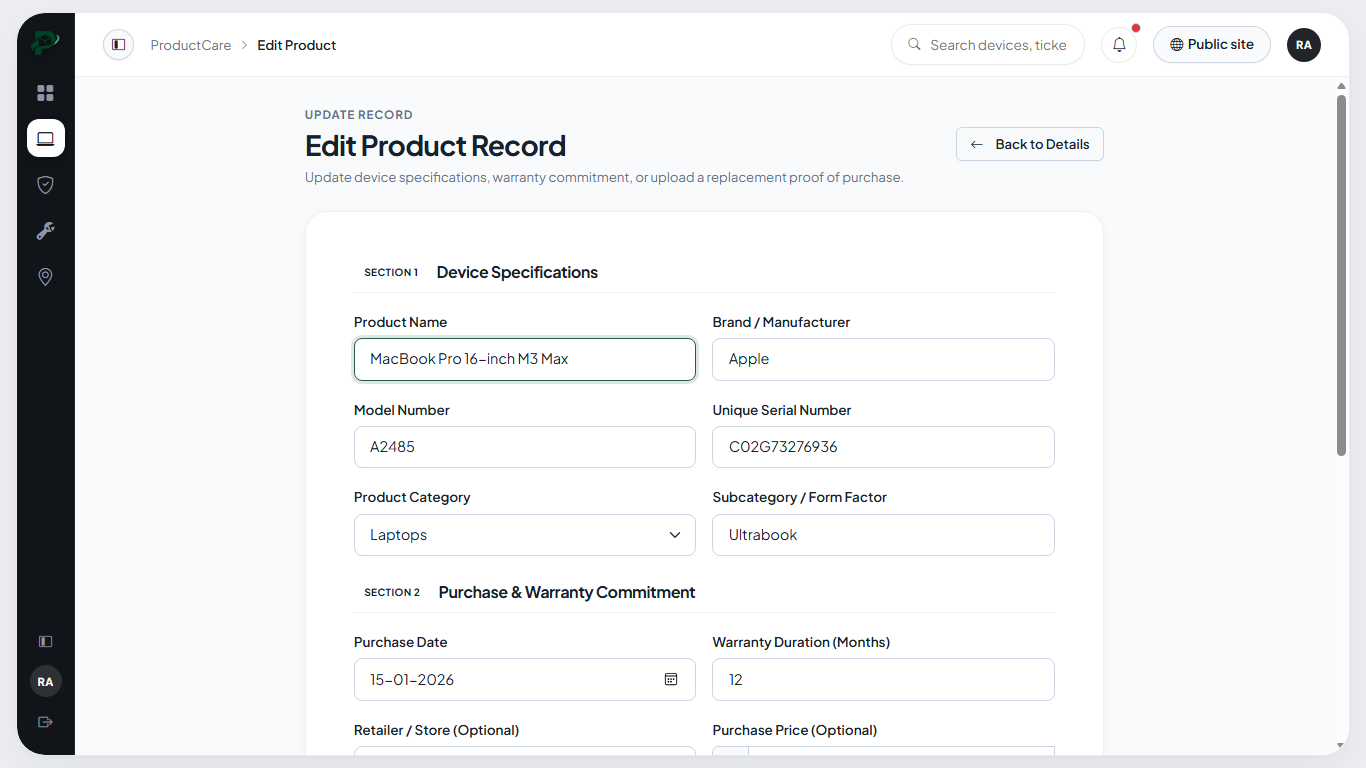 ProductCare > Edit Product
Search devices, ticke
Public site
RA
UPDATE RECORD
Edit Product Record
Back to Details
Update device specifications, warranty commitment, or upload a replacement proof of purchase.
SECTION 1 Device Specifications
Product Name
Brand / Manufacturer
MacBook Pro 16-inch M3 Max
Apple
Model Number
Unique Serial Number
A2485
C02G73276936
Product Category
Subcategory / Form Factor
Laptops
Ultrabook
SECTION 2 Purchase & Warranty Commitment
Purchase Date
Warranty Duration (Months)
15-01-2026
12
Retailer / Store (Optional)
Purchase Price (Optional)
RA